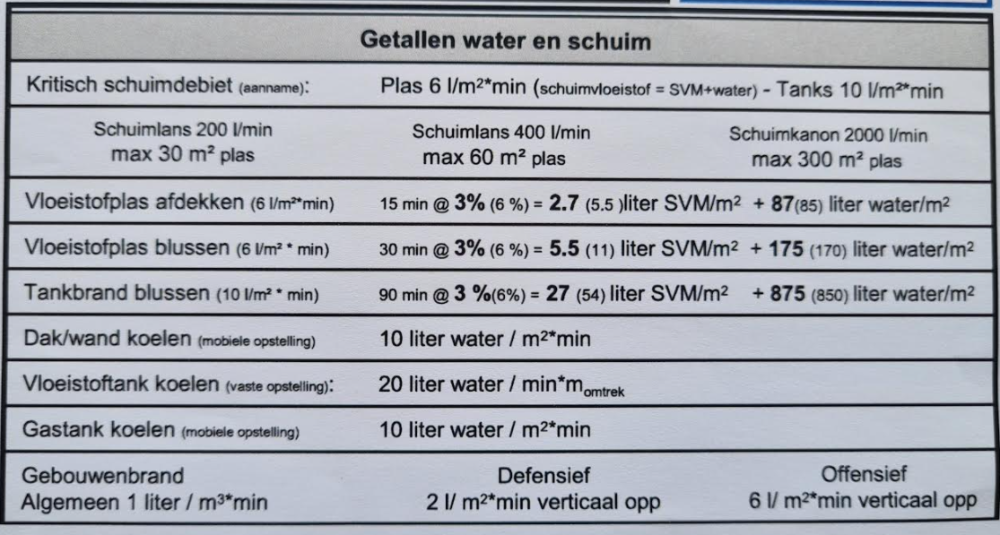 Getallen water en schuim
Kritisch schuimdebiet (aanname): Plas 6 l/m²*min (schuimvloeistof = SVM+water) - Tanks 10 l/m²*min
Schuimlans 200 l/min Schuimlans 400 l/min Schuimkanon 2000 l/min
max 30 m² plas max 60 m² plas max 300 m² plas
Vloeistofplas afdekken (6 l/m²*min) 15 min @ 3% (6 %) = 2.7 (5.5 )liter SVM/m² + 87(85) liter water/m²
Vloeistofplas blussen (6 l/m² * min) 30 min @ 3% (6 %) = 5.5 (11) liter SVM/m² + 175 (170) liter water/m²
Tankbrand blussen (10 l/m² * min) 90 min @ 3 %(6%) = 27 (54) liter SVM/m² + 875 (850) liter water/m²
Dak/wand koelen (mobiele opstelling) 10 liter water / m²*min
Vloeistoftank koelen (vaste opstelling): 20 liter water / min*momtrek
Gastank koelen (mobiele opstelling) 10 liter water / m²*min
Gebouwenbrand Defensief Offensief
Algemeen 1 liter / m³*min 2 l/ m²*min verticaal opp 6 l/ m²*min verticaal opp